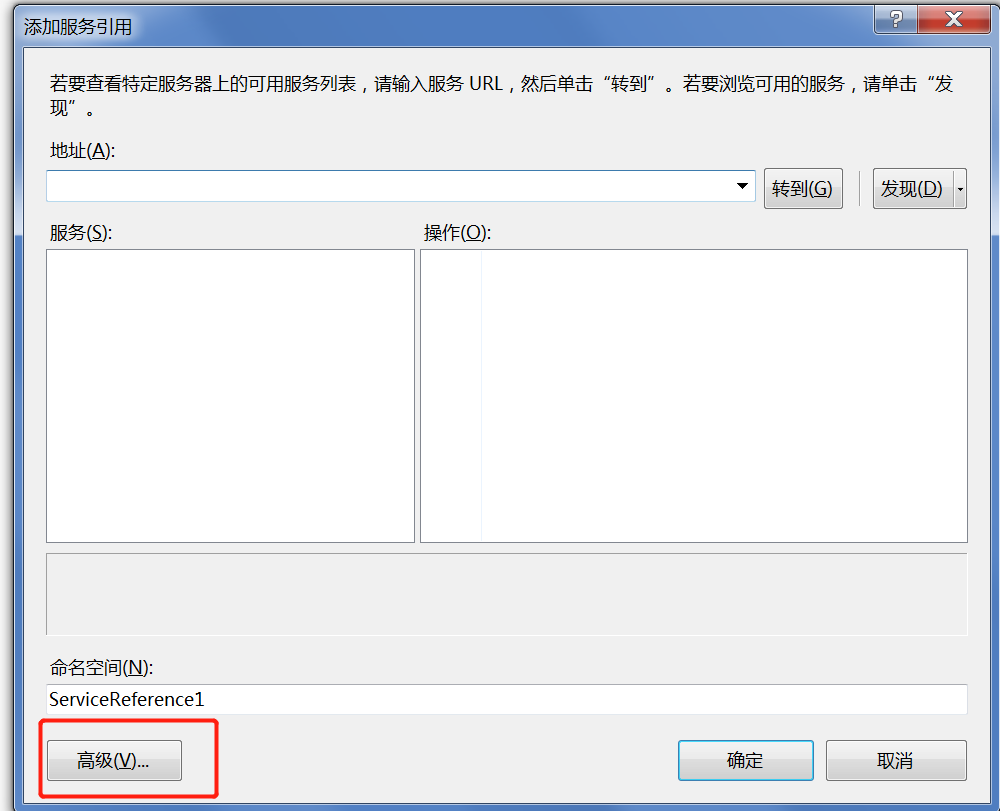 添加服务引用
若要查看特定服务器上的可用服务列表，请输入服务 URL，然后单击“转到”。若要浏览可用的服务，请单击“发
现”。
地址(A):
转到(G) 发现(D)
服务(S): 操作(O):
命名空间(N):
ServiceReference1
高级(V)... 确定 取消